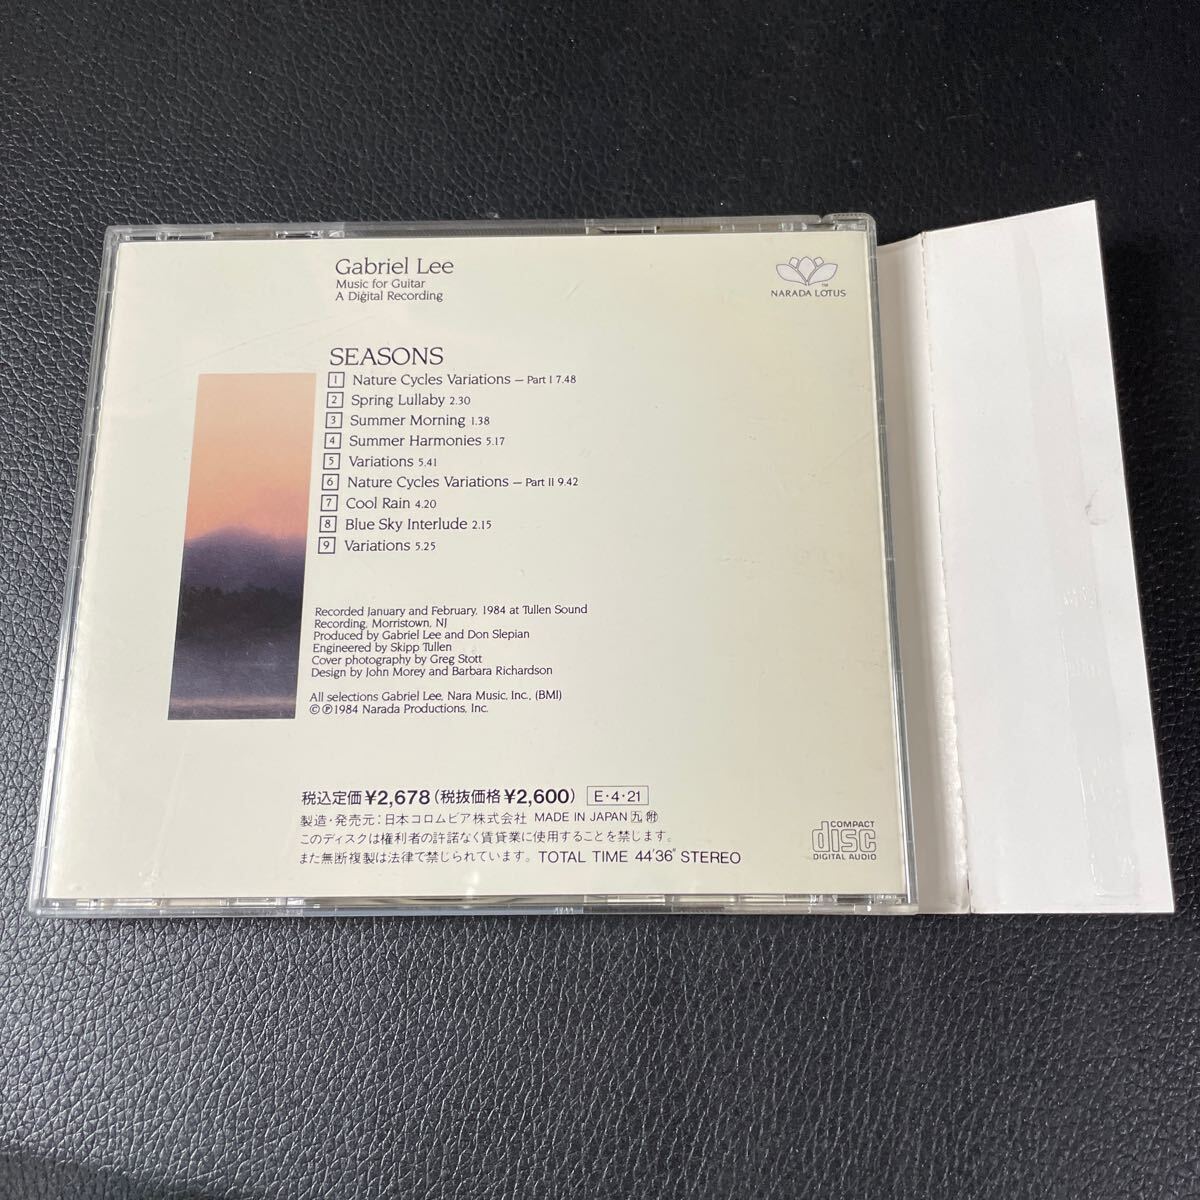 Gabriel Lee
Music for Guitar
A Digital Recording
TM
NARADA LOTUS
SEASONS
1 Nature Cycles Variations – Part I 7.48
2 Spring Lullaby 2.30
3 Summer Morning 1.38
4 Summer Harmonies 5.17
5 Variations 5.41
6 Nature Cycles Variations – Part II 9.42
7 Cool Rain 4.20
8 Blue Sky Interlude 2.15
9 Variations 5.25
Recorded January and February, 1984 at Tullen Sound
Recording, Morristown, NJ
Produced by Gabriel Lee and Don Slepian
Engineered by Skipp Tullen
Cover photography by Greg Stott
Design by John Morey and Barbara Richardson
All selections Gabriel Lee, Nara Music, Inc., (BMI)
© ℗ 1984 Narada Productions, Inc.
税込定価¥2,678(税抜価格¥2,600) E・4・21
製造・発売元:日本コロムビア株式会社 MADE IN JAPAN
このディスクは権利者の許諾なく賃貸業に使用することを禁じます。
また無断複製は法律で禁じられています。 TOTAL TIME 44'36" STEREO
COMPACT
disc
DIGITAL AUDIO